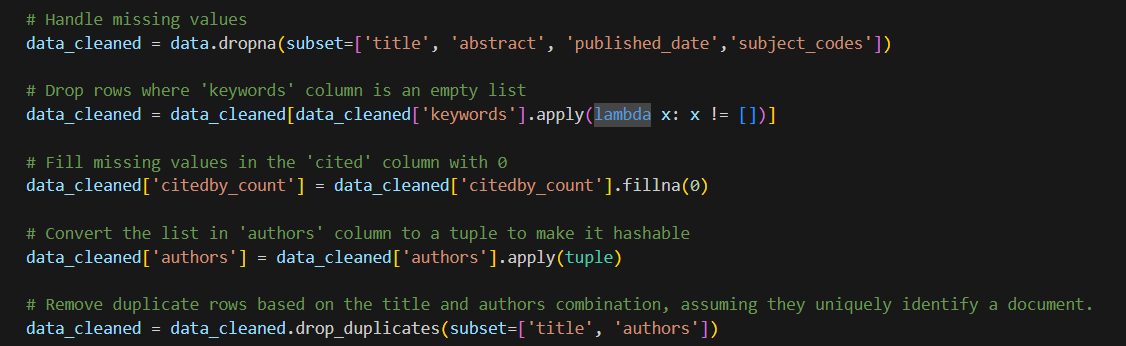 # Handle missing values
data_cleaned = data.dropna(subset=['title', 'abstract', 'published_date','subject_codes'])
# Drop rows where 'keywords' column is an empty list
data_cleaned = data_cleaned[data_cleaned['keywords'].apply(lambda x: x != [])]
# Fill missing values in the 'cited' column with 0
data_cleaned['citedby_count'] = data_cleaned['citedby_count'].fillna(0)
# Convert the list in 'authors' column to a tuple to make it hashable
data_cleaned['authors'] = data_cleaned['authors'].apply(tuple)
# Remove duplicate rows based on the title and authors combination, assuming they uniquely identify a document.
data_cleaned = data_cleaned.drop_duplicates(subset=['title', 'authors'])